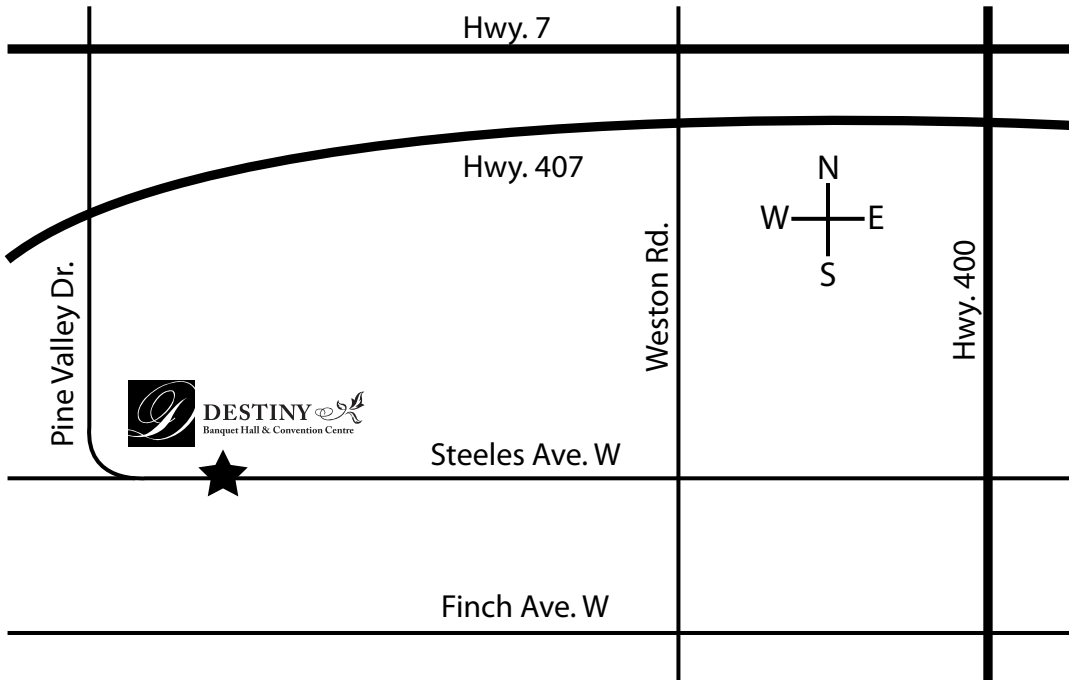 Hwy. 7
Hwy. 407
N
W E
S
Pine Valley Dr.
Weston Rd.
Hwy. 400
D DESTINY
Banquet Hall & Convention Centre
Steeles Ave. W
Finch Ave. W